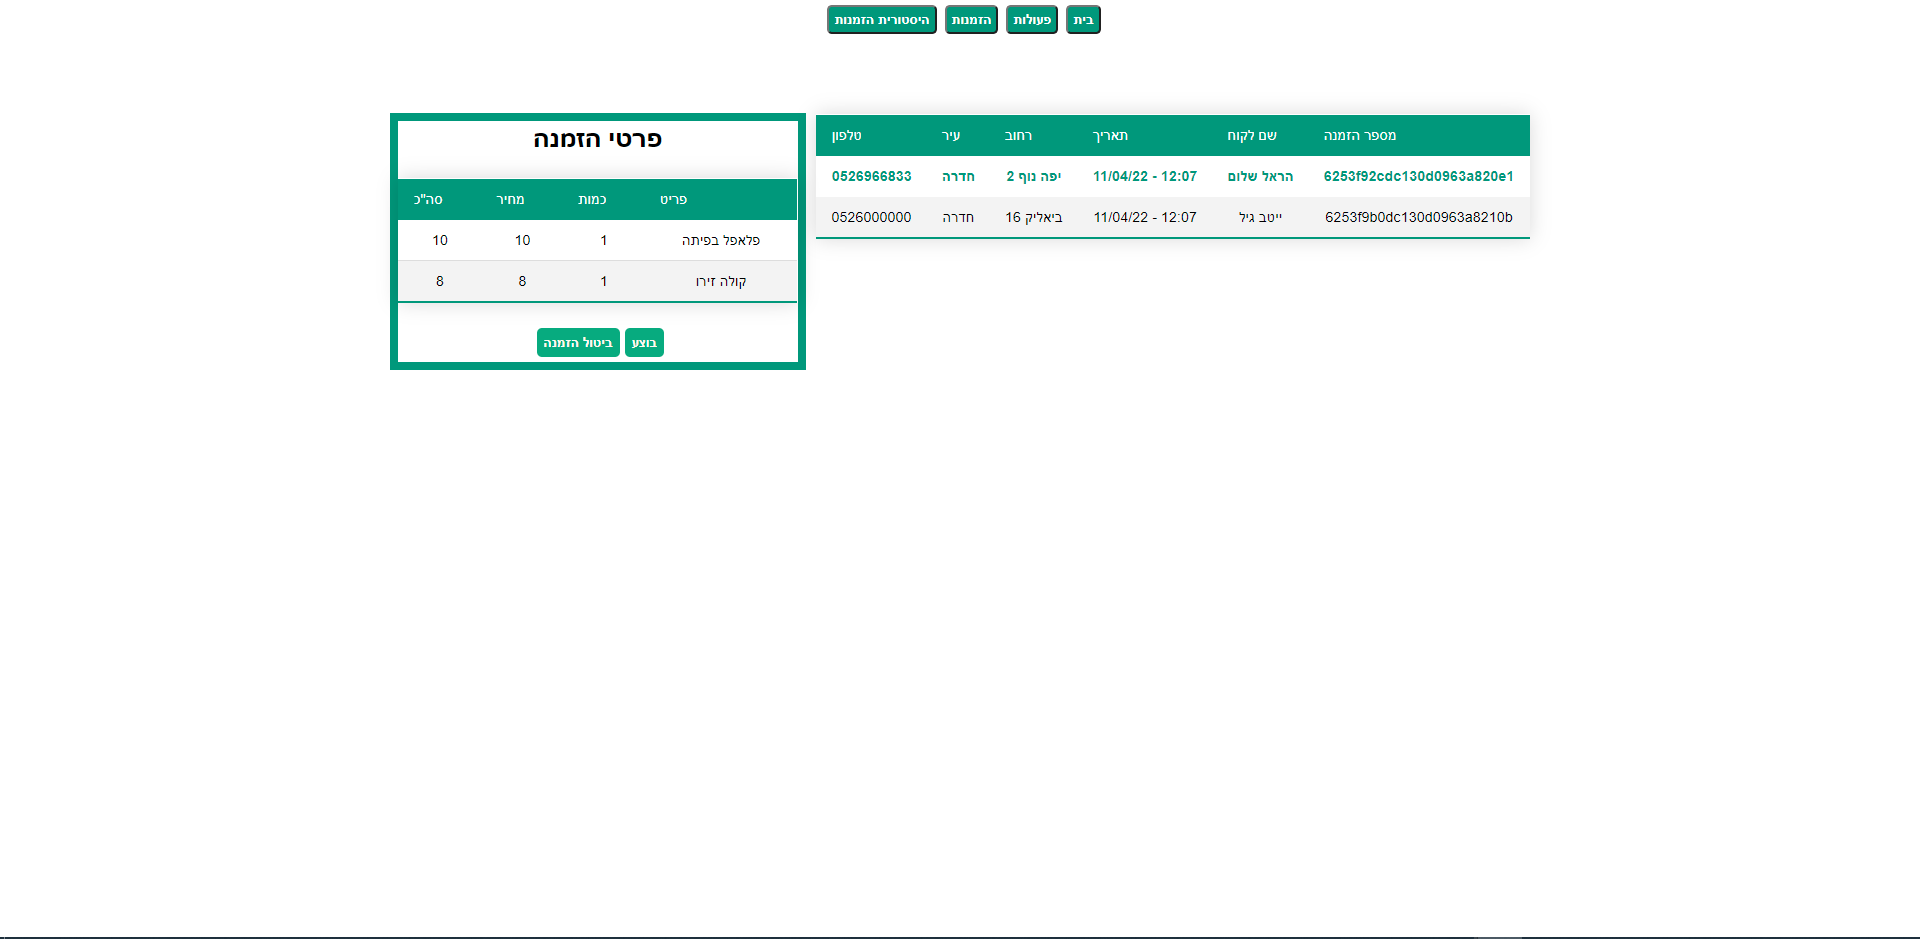 בית פעולות הזמנות היסטורית הזמנות
מספר הזמנה שם לקוח תאריך רחוב עיר טלפון
6253f92cdc130d0963a820e1 הראל שלום 11/04/22 - 12:07 יפה נוף 2 חדרה 0526966833
6253f9b0dc130d0963a8210b ייטב גיל 11/04/22 - 12:07 ביאליק 16 חדרה 0526000000
פרטי הזמנה
פריט כמות מחיר סה"כ
פלאפל בפיתה 1 10 10
קולה זירו 1 8 8
בוצע ביטול הזמנה